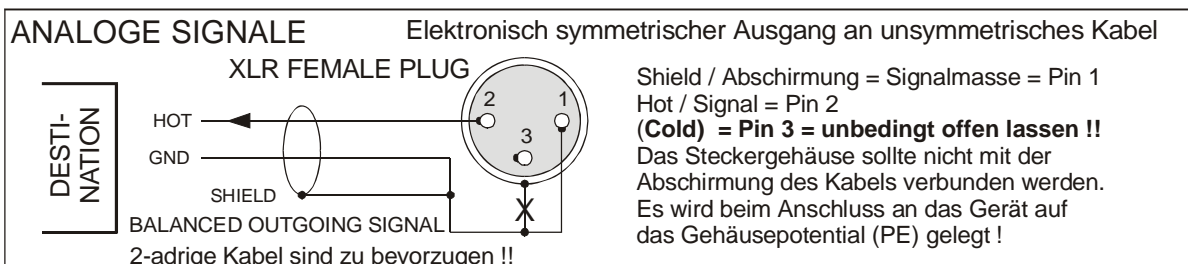 ANALOGE SIGNALE
Elektronisch symmetrischer Ausgang an unsymmetrisches Kabel
XLR FEMALE PLUG
DESTI-
NATION
HOT
GND
SHIELD
2
1
3
X
BALANCED OUTGOING SIGNAL
2-adrige Kabel sind zu bevorzugen !!
Shield / Abschirmung = Signalmasse = Pin 1
Hot / Signal = Pin 2
(Cold) = Pin 3 = unbedingt offen lassen !!
Das Steckergehäuse sollte nicht mit der
Abschirmung des Kabels verbunden werden.
Es wird beim Anschluss an das Gerät auf
das Gehäusepotential (PE) gelegt !